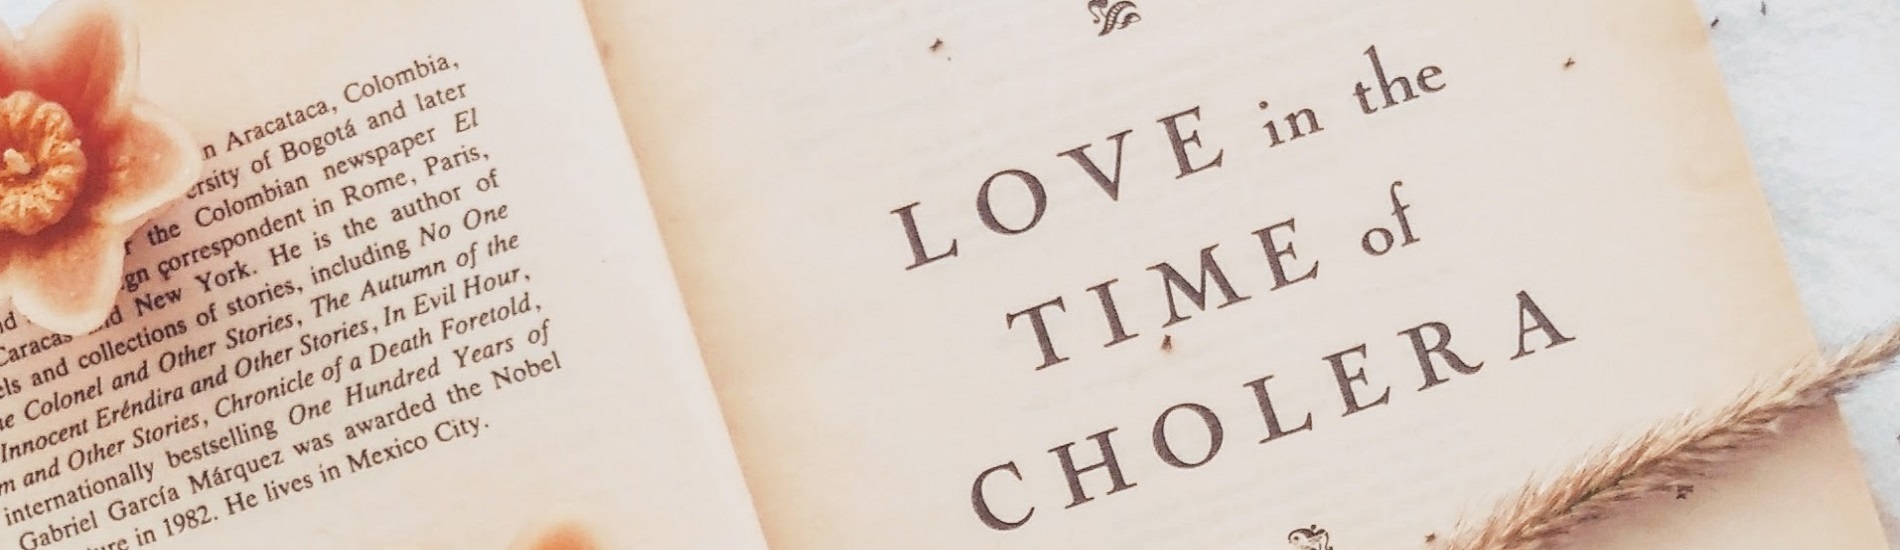 n Aracataca, Colombia,
ersity of Bogotá and later
r the Colombian newspaper El
gn correspondent in Rome, Paris,
Caracas New York. He is the author of
els and collections of stories, including No One
Colonel and Other Stories, The Autumn of the
Innocent Eréndira and Other Stories, In Evil Hour,
m and Other Stories, Chronicle of a Death Foretold,
internationally bestselling One Hundred Years of
Gabriel García Márquez was awarded the Nobel
ure in 1982. He lives in Mexico City.
LOVE in the
TIME of
CHOLERA